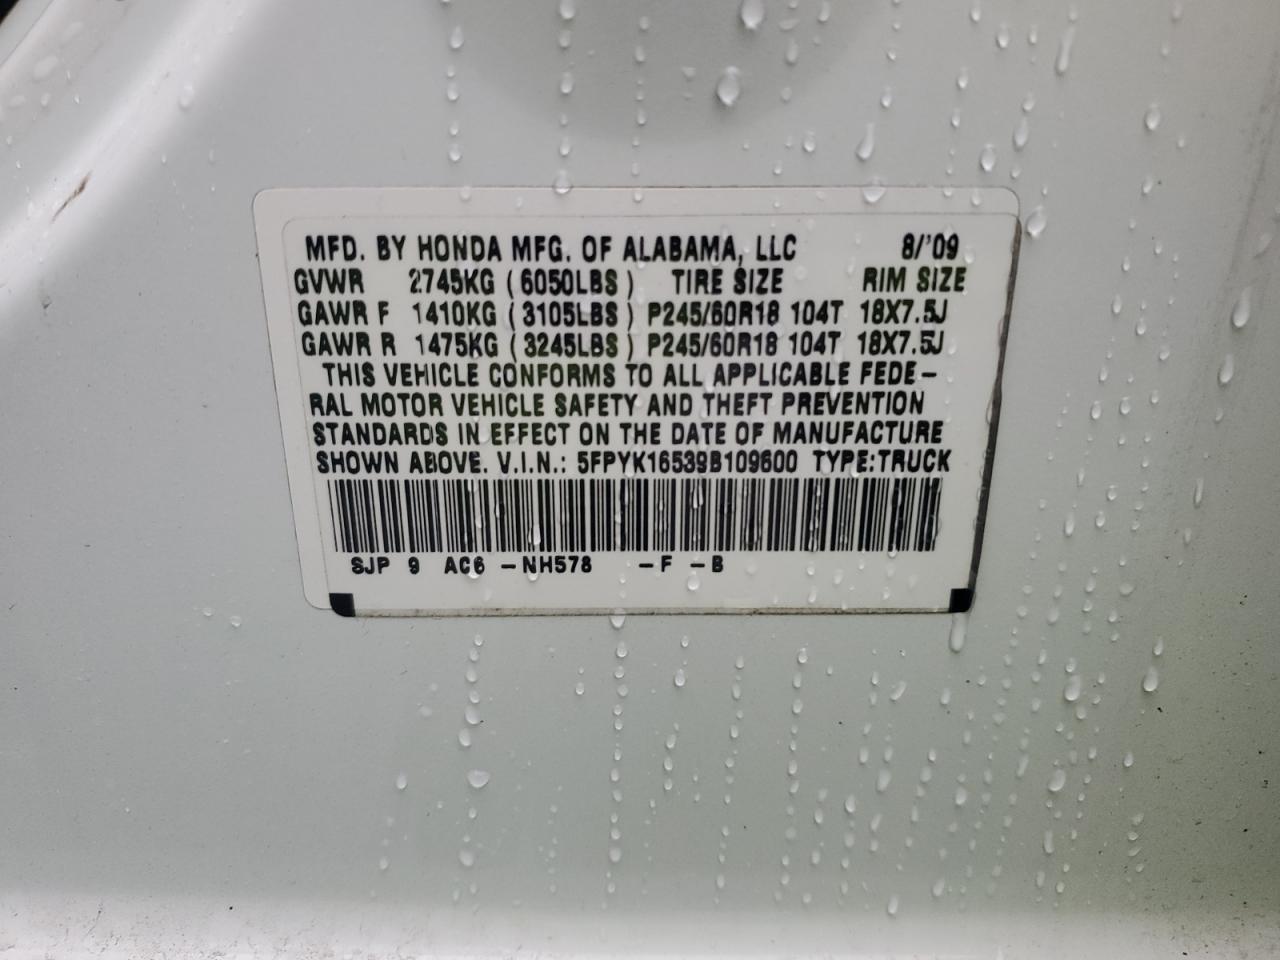 MFD. BY HONDA MFG. OF ALABAMA, LLC 8/'09
GVWR 2745KG (6050LBS) TIRE SIZE RIM SIZE
GAWR F 1410KG (3105LBS) P245/60R18 104T 18X7.5J
GAWR R 1475KG (3245LBS) P245/60R18 104T 18X7.5J
THIS VEHICLE CONFORMS TO ALL APPLICABLE FEDE-
RAL MOTOR VEHICLE SAFETY AND THEFT PREVENTION
STANDARDS IN EFFECT ON THE DATE OF MANUFACTURE
SHOWN ABOVE. V.I.N.: 5FPYK16539B109600 TYPE:TRUCK
SJP 9 AC6 -NH578 -F -B